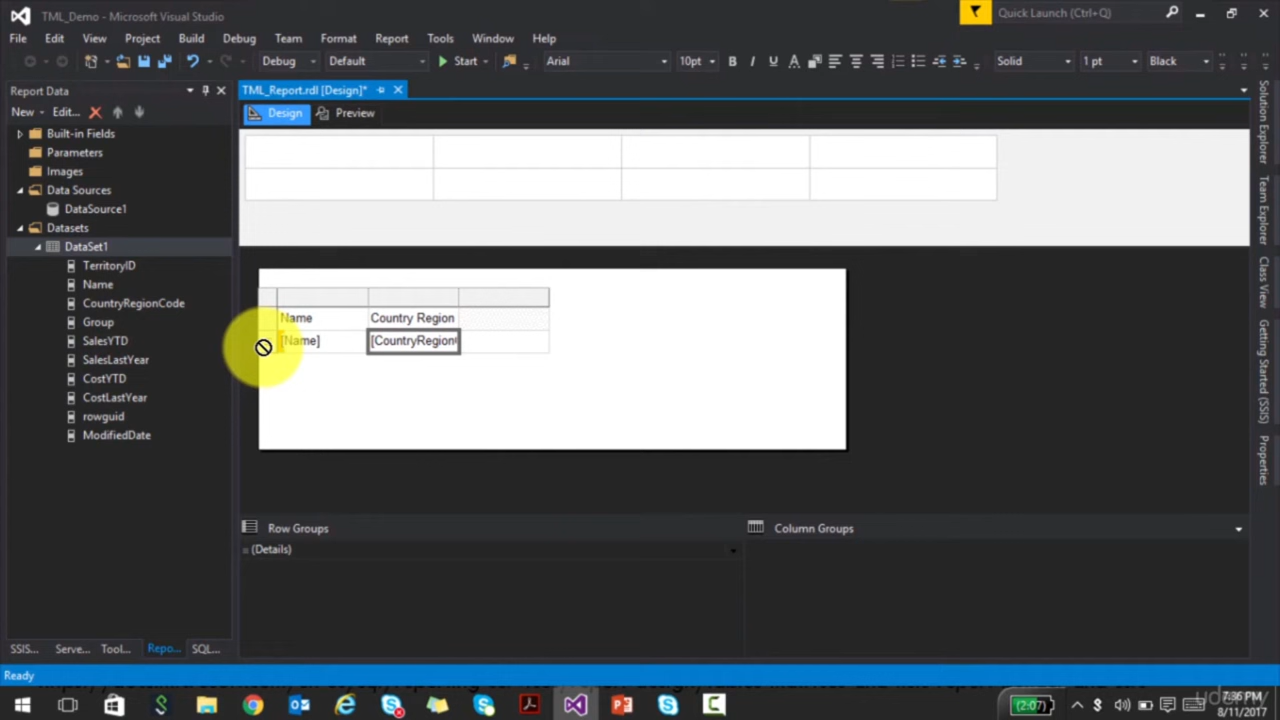 TML_Demo - Microsoft Visual Studio
Quick Launch (Ctrl+Q)
File Edit View Project Build Debug Team Format Report Tools Window Help
Debug Default Start Arial 10pt B I U A Solid 1 pt Black
Report Data
TML_Report.rdl [Design]*
New Edit...
Design Preview
Built-in Fields
Parameters
Images
Data Sources
DataSource1
Datasets
DataSet1
TerritoryID
Name
CountryRegionCode
Group
SalesYTD
SalesLastYear
CostYTD
CostLastYear
rowguid
ModifiedDate
Name Country Region
[Name] [CountryRegion
Row Groups
Column Groups
(Details)
Solution Explorer
Team Explorer
Class View
Getting Started (SSIS)
Properties
SSIS... Serve... Tool... Repo... SQL...
Ready
(2:07)
7:36 PM
8/11/2017
udemy